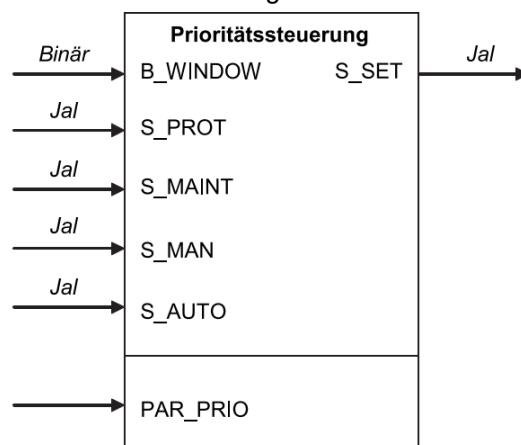 Prioritätssteuerung
Binär B_WINDOW S_SET Jal
Jal S_PROT
Jal S_MAINT
Jal S_MAN
Jal S_AUTO
PAR_PRIO